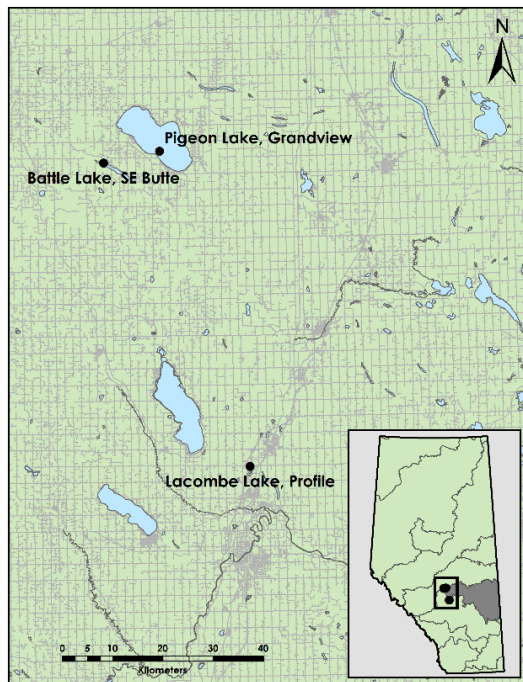 N
Pigeon Lake, Grandview
Battle Lake, SE Butte
Lacombe Lake, Profile
0 5 10 20 30 40
Kilometers